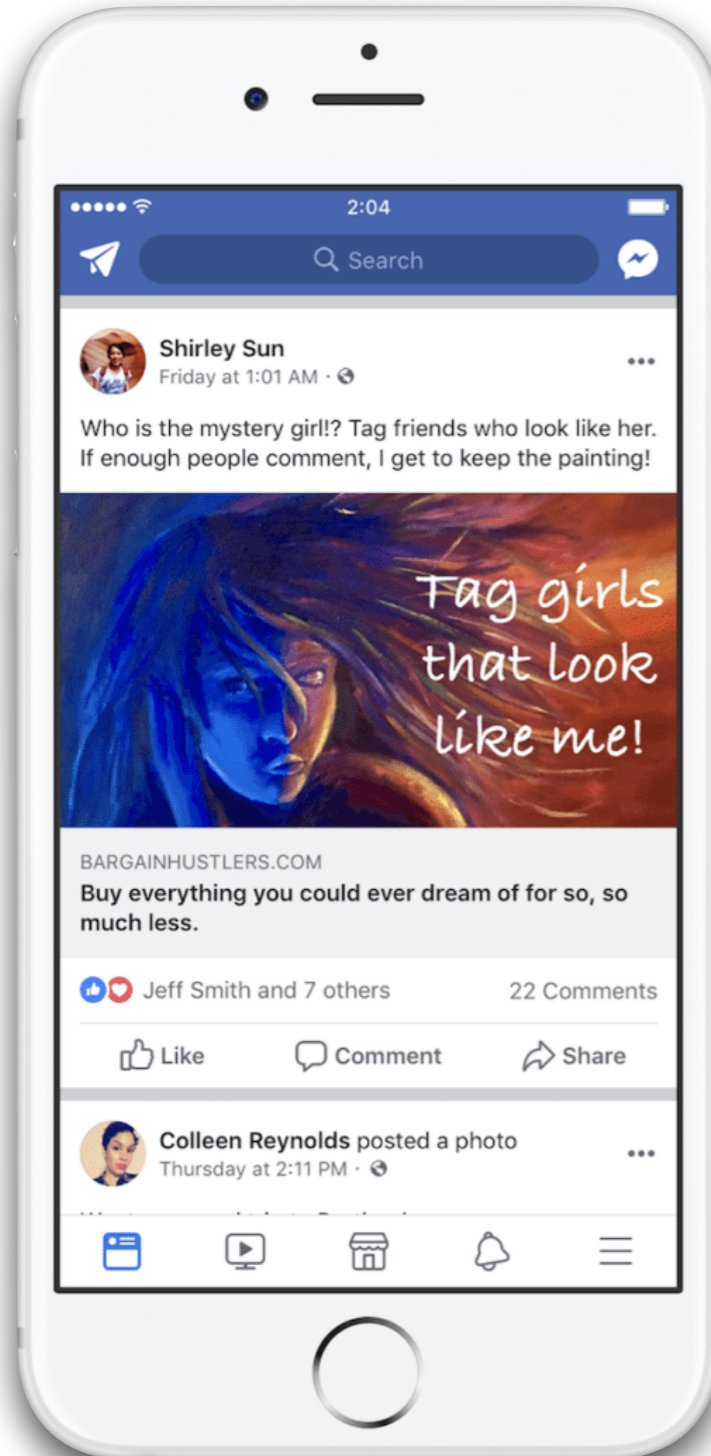 2:04
Search
Shirley Sun
Friday at 1:01 AM ·
Who is the mystery girl!? Tag friends who look like her.
If enough people comment, I get to keep the painting!
Tag girls
that look
like me!
BARGAINHUSTLERS.COM
Buy everything you could ever dream of for so, so
much less.
Jeff Smith and 7 others 22 Comments
Like Comment Share
Colleen Reynolds posted a photo
Thursday at 2:11 PM ·